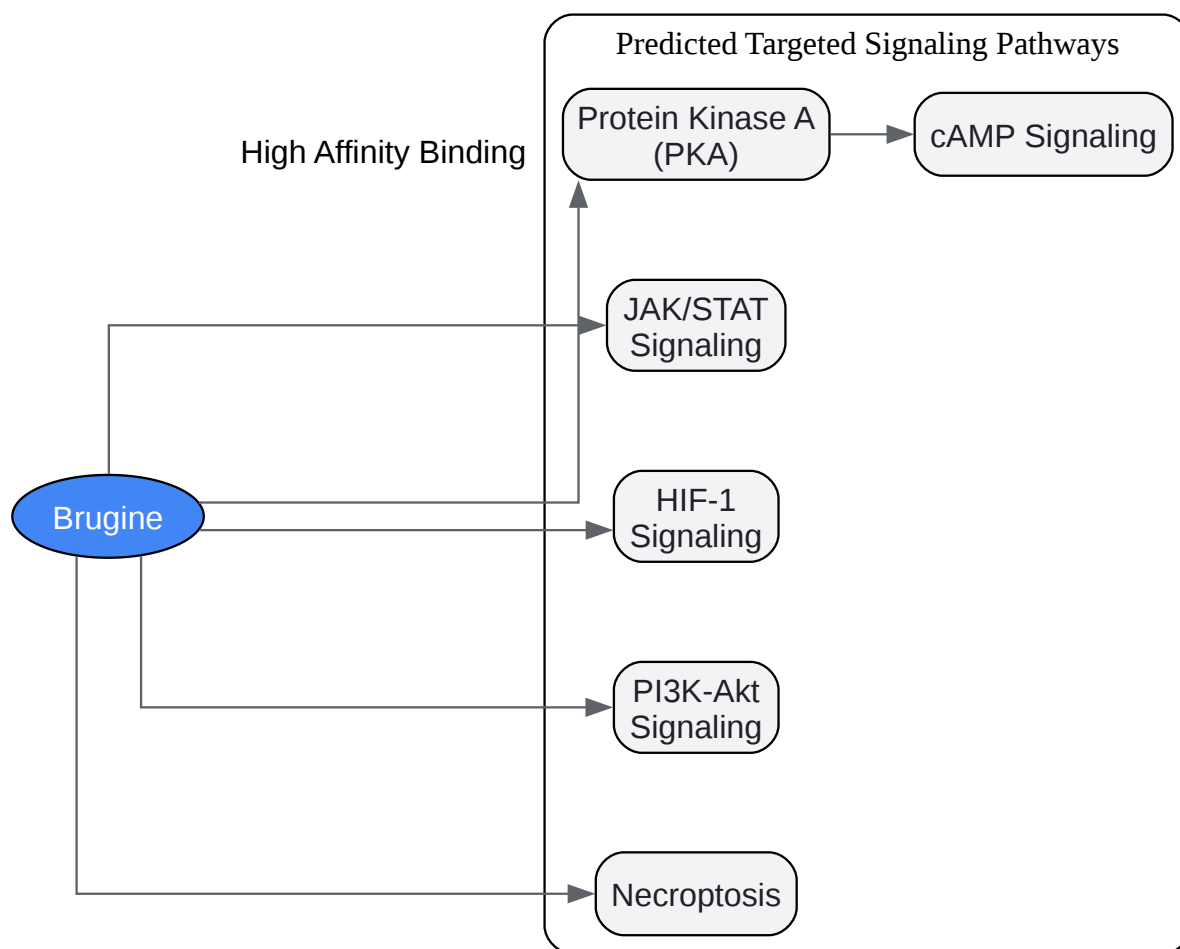 Predicted Targeted Signaling Pathways
High Affinity Binding
Protein Kinase A
(PKA)
cAMP Signaling
JAK/STAT
Signaling
Brugine
HIF-1
Signaling
PI3K-Akt
Signaling
Necroptosis